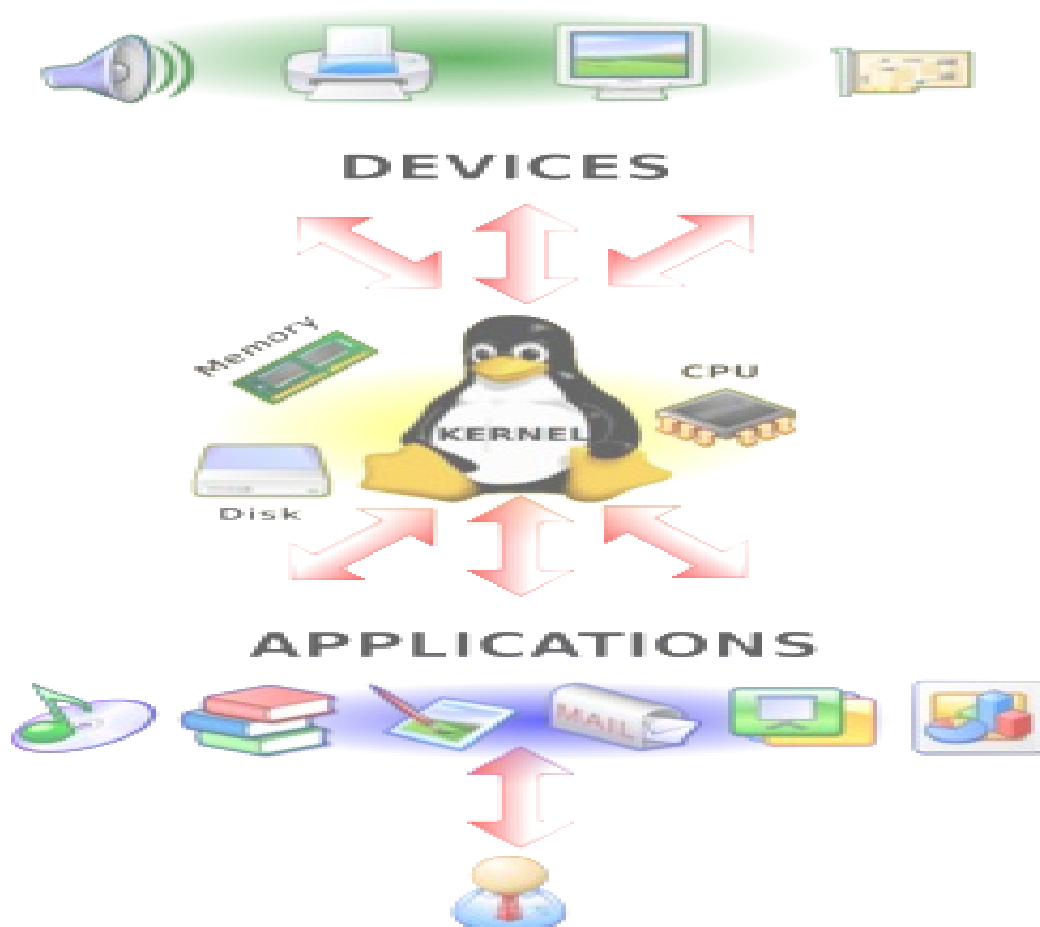 DEVICES
Memory
CPU
KERNEL
Disk
APPLICATIONS
MAIL